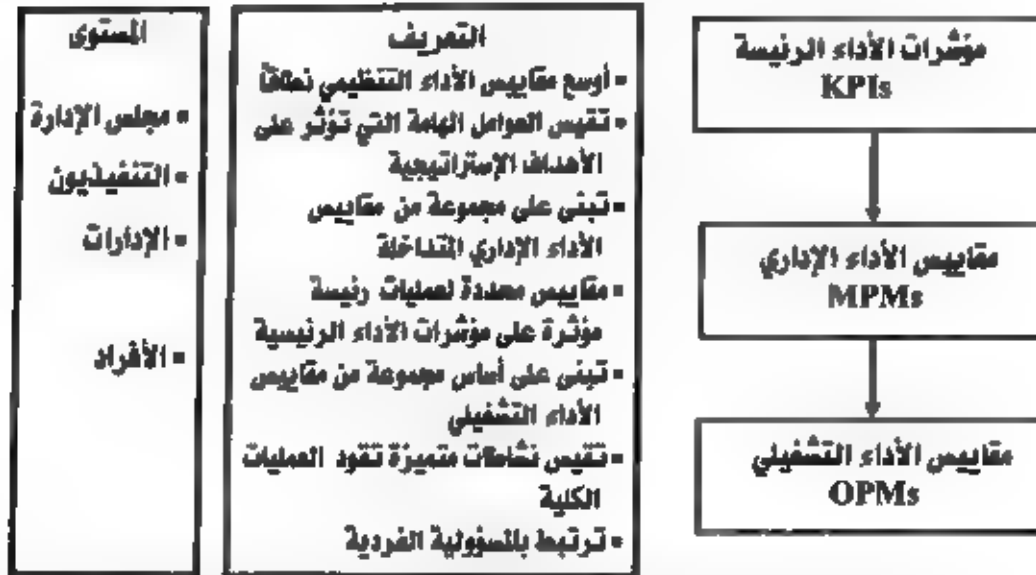 مؤشرات الأداء الرئيسة
KPIs
مقاييس الأداء الإداري
MPMs
مقاييس الأداء التشغيلي
OPMs
التعريف
▪ أوسع مقاييس الأداء التنظيمي نطاقاً
▪ تقيس العوامل الهامة التي تؤثر على
الأهداف الإستراتيجية
▪ تبنى على مجموعة من مقاييس
الأداء الإداري المتداخلة
▪ مقاييس محددة لعمليات رئيسة
مؤثرة على مؤشرات الأداء الرئيسية
▪ تبنى على أساس مجموعة من مقاييس
الأداء التشغيلي
▪ تقيس نشاطات متميزة تقود العمليات
الكلية
▪ ترتبط بالمسؤولية الفردية
المستوى
▪ مجلس الإدارة
▪ التنفيذيون
▪ الإدارات
▪ الأفراد